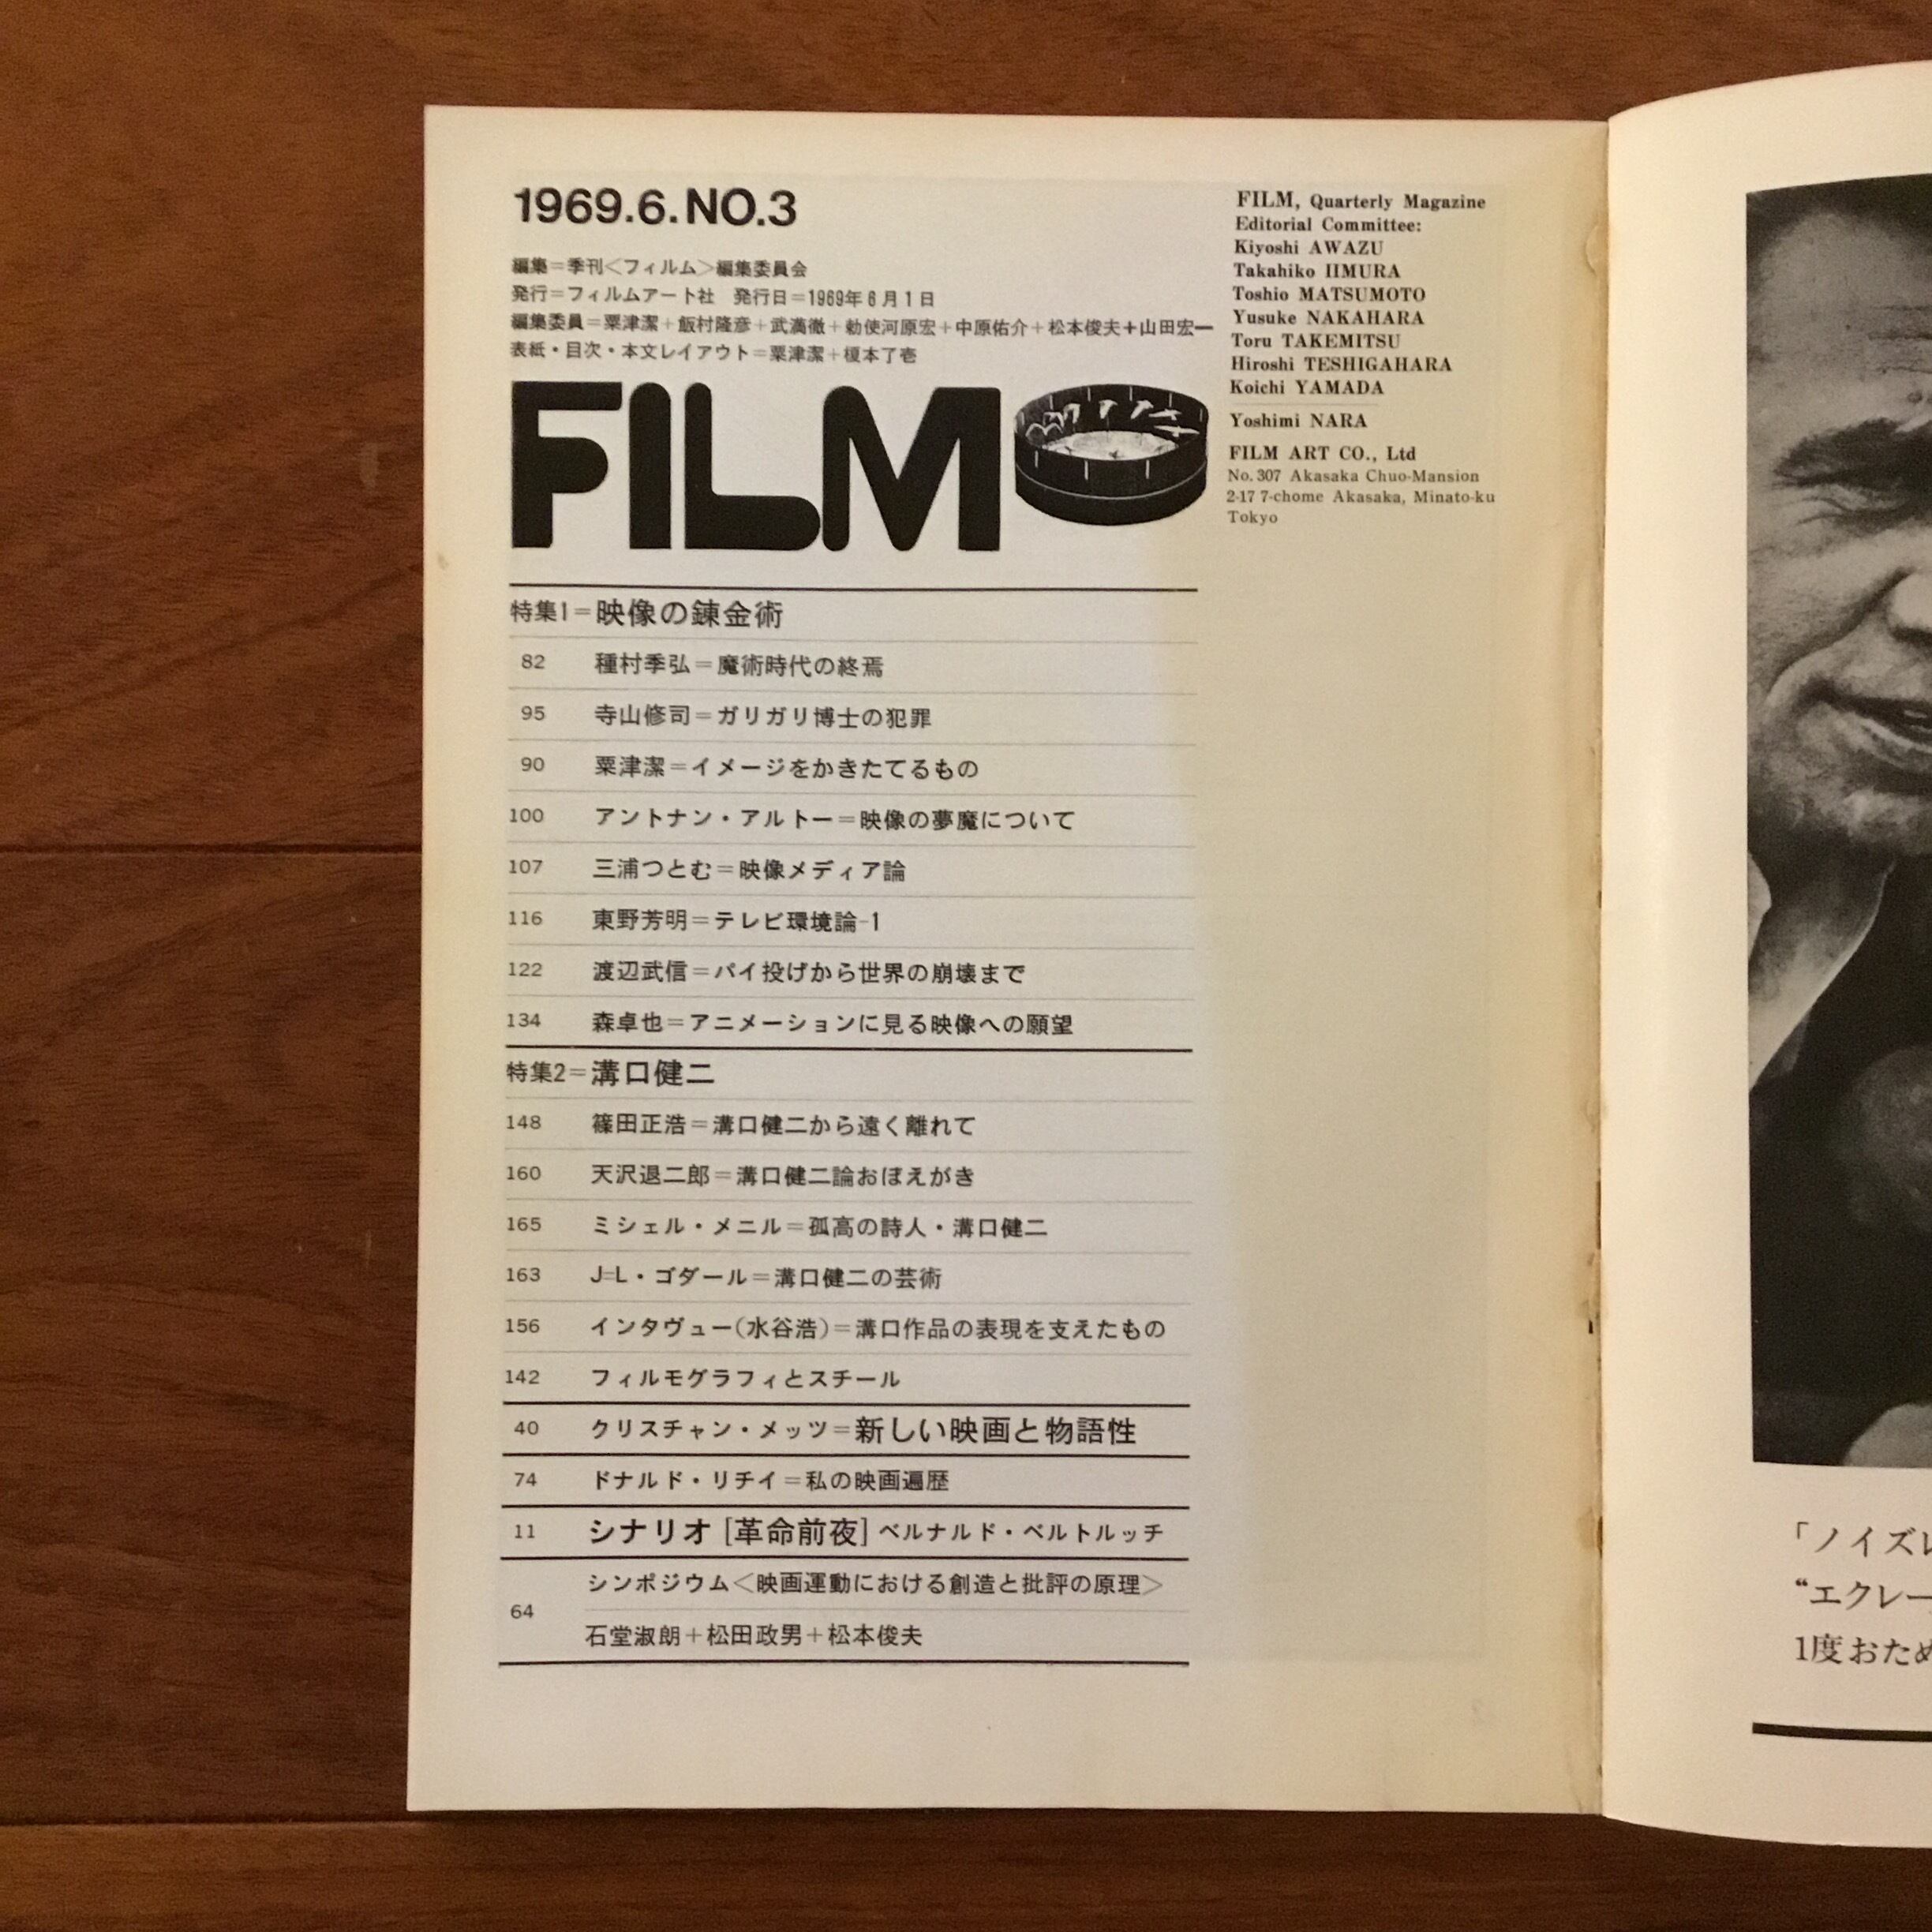 1969.6.NO.3
編集＝季刊＜フィルム＞編集委員会
発行＝フィルムアート社　発行日＝1969年6月1日
編集委員＝粟津潔＋飯村隆彦＋武満徹＋勅使河原宏＋中原佑介＋松本俊夫＋山田宏一
表紙・目次・本文レイアウト＝粟津潔＋榎本了壱
FILM
FILM, Quarterly Magazine
Editorial Committee:
Kiyoshi AWAZU
Takahiko IIMURA
Toshio MATSUMOTO
Yusuke NAKAHARA
Toru TAKEMITSU
Hiroshi TESHIGAHARA
Koichi YAMADA
Yoshimi NARA
FILM ART CO., Ltd
No. 307 Akasaka Chuo-Mansion
2-17 7-chome Akasaka, Minato-ku
Tokyo
特集1＝映像の錬金術
82 種村季弘＝魔術時代の終焉
95 寺山修司＝ガリガリ博士の犯罪
90 粟津潔＝イメージをかきたてるもの
100 アントナン・アルトー＝映像の夢魔について
107 三浦つとむ＝映像メディア論
116 東野芳明＝テレビ環境論-1
122 渡辺武信＝パイ投げから世界の崩壊まで
134 森卓也＝アニメーションに見る映像への願望
特集2＝溝口健二
148 篠田正浩＝溝口健二から遠く離れて
160 天沢退二郎＝溝口健二論おぼえがき
165 ミシェル・メニル＝孤高の詩人・溝口健二
163 J=L・ゴダール＝溝口健二の芸術
156 インタヴュー(水谷浩)＝溝口作品の表現を支えたもの
142 フィルモグラフィとスチール
40 クリスチャン・メッツ＝新しい映画と物語性
74 ドナルド・リチイ＝私の映画遍歴
11 シナリオ [革命前夜] ベルナルド・ベルトルッチ
64 シンポジウム＜映画運動における創造と批評の原理＞
石堂淑朗＋松田政男＋松本俊夫
「ノイズレ
“エクレー
1度おため